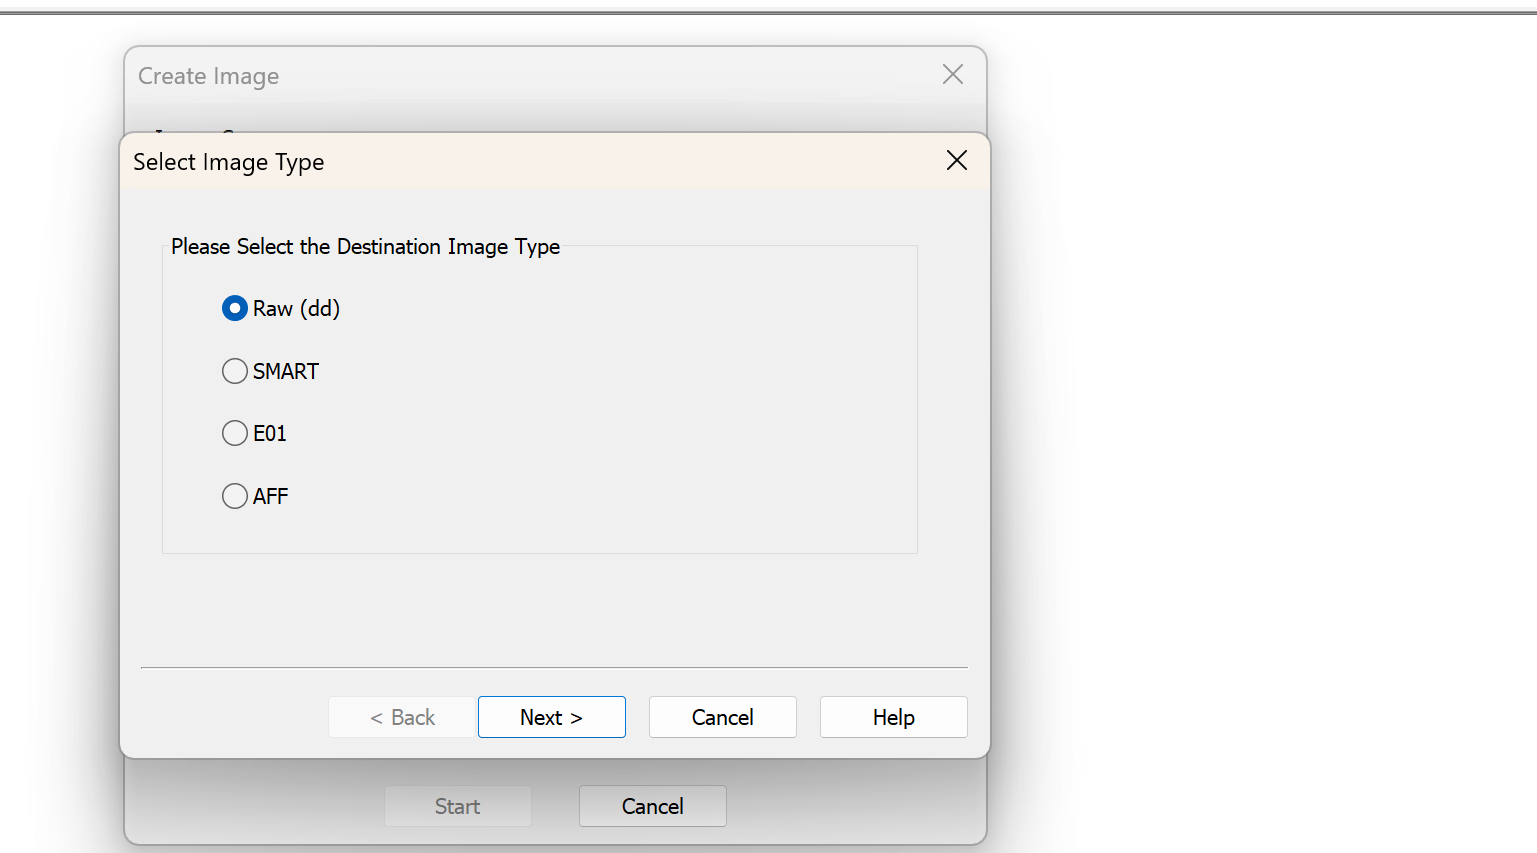 Create Image
Select Image Type
Please Select the Destination Image Type
Raw (dd)
SMART
E01
AFF
< Back
Next >
Cancel
Help
Start
Cancel